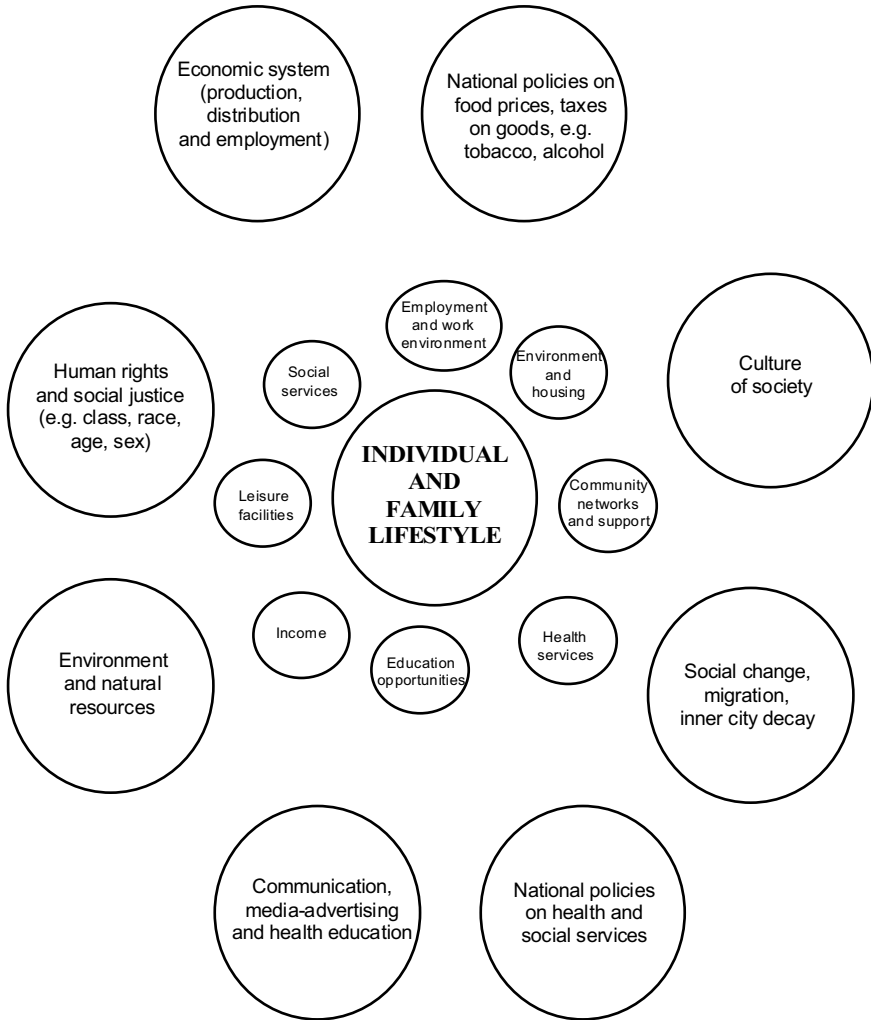 Economic system
(production,
distribution
and employment)
National policies on
food prices, taxes
on goods, e.g.
tobacco, alcohol
Human rights
and social justice
(e.g. class, race,
age, sex)
Social
services
Employment
and work
environment
Environment
and
housing
Culture
of society
Leisure
facilities
INDIVIDUAL
AND
FAMILY
LIFESTYLE
Community
networks
and support
Environment
and natural
resources
Income
Education
opportunities
Health
services
Social change,
migration,
inner city decay
Communication,
media-advertising
and health education
National policies
on health and
social services